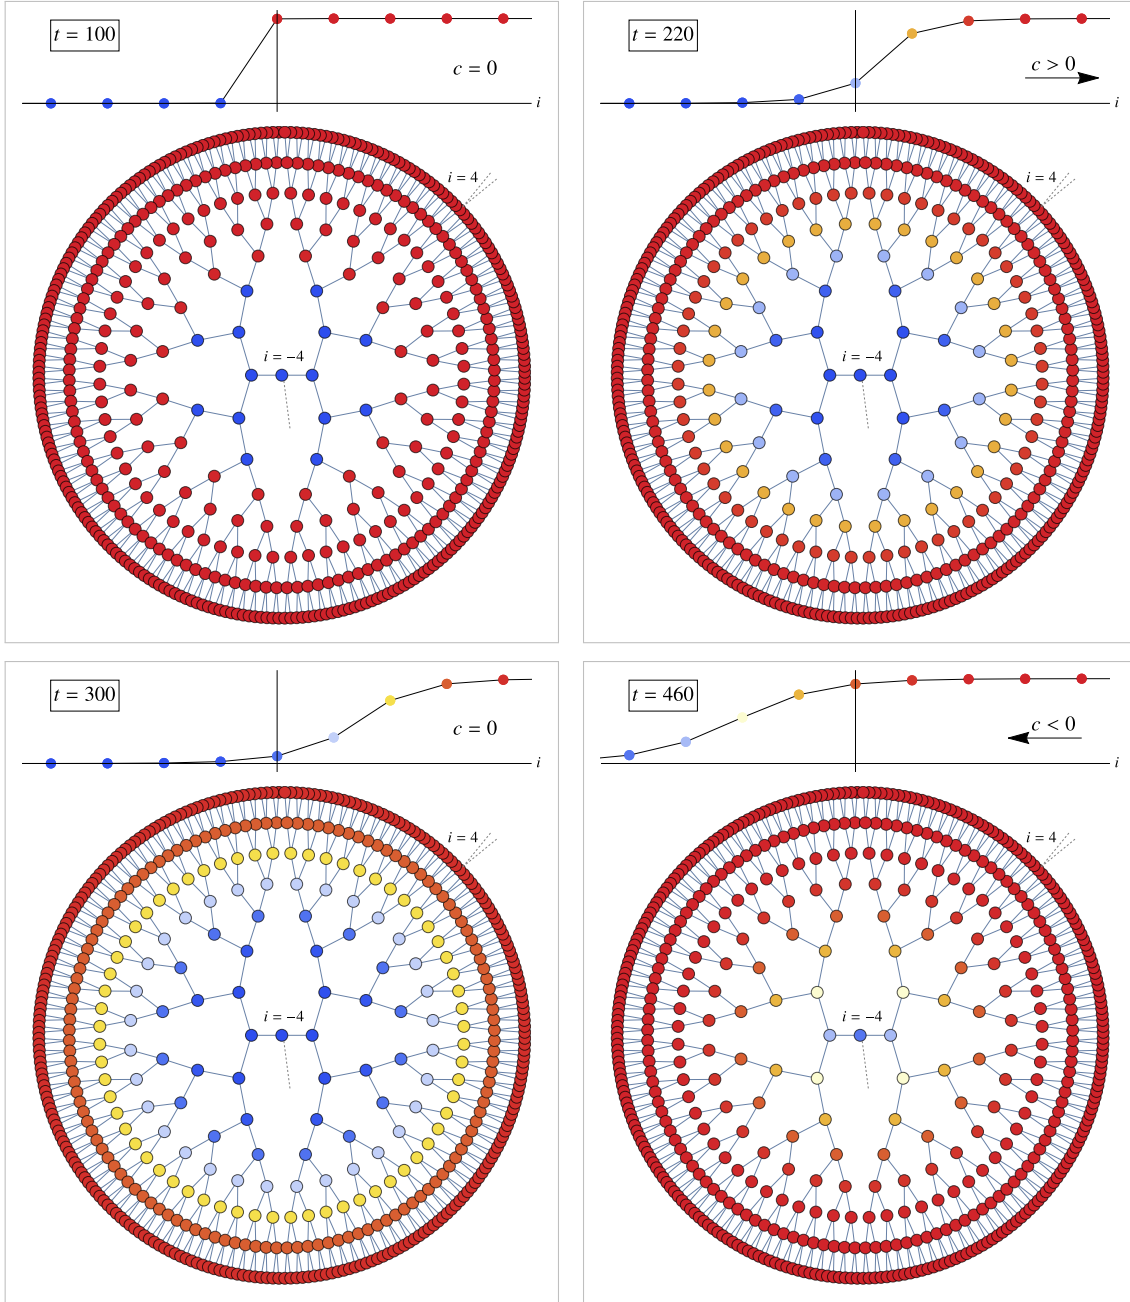 t = 100
c = 0
i
i = 4
i = −4
t = 220
c > 0
i
i = 4
i = −4
t = 300
c = 0
i
i = 4
i = −4
t = 460
c < 0
i
i = 4
i = −4